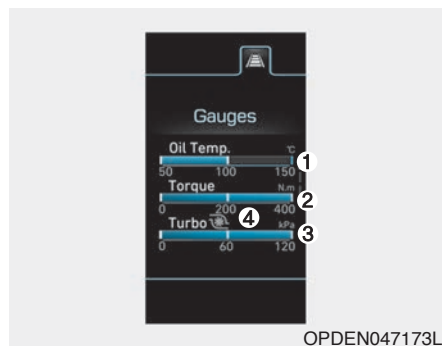 Gauges
Oil Temp. °C
①
50 100 150
Torque N.m
②
0 200 400
Turbo ④ kPa
③
0 60 120
OPDEN047173L